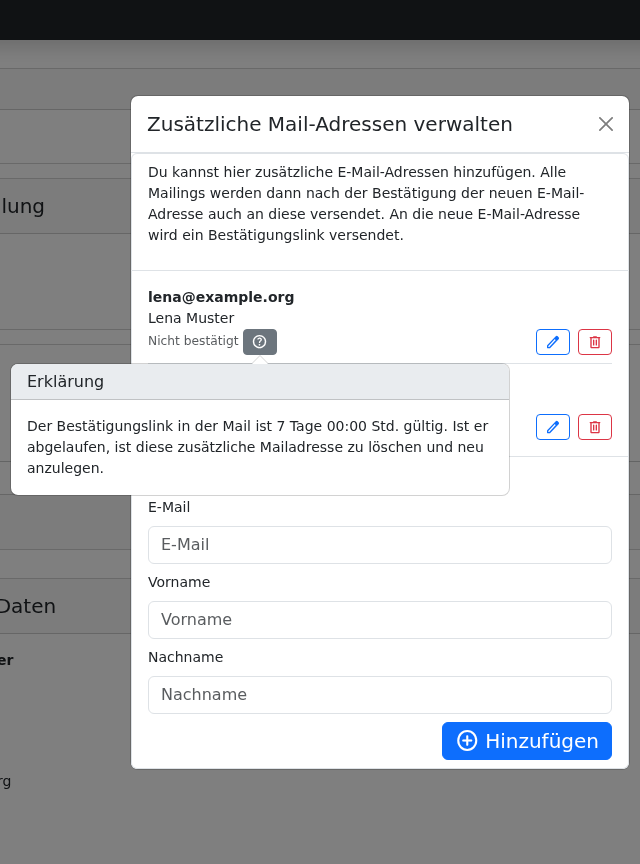 Zusätzliche Mail-Adressen verwalten
Du kannst hier zusätzliche E-Mail-Adressen hinzufügen. Alle
Mailings werden dann nach der Bestätigung der neuen E-Mail-
Adresse auch an diese versendet. An die neue E-Mail-Adresse
wird ein Bestätigungslink versendet.
lung
lena@example.org
Lena Muster
Nicht bestätigt
Erklärung
Der Bestätigungslink in der Mail ist 7 Tage 00:00 Std. gültig. Ist er
abgelaufen, ist diese zusätzliche Mailadresse zu löschen und neu
anzulegen.
E-Mail
E-Mail
Vorname
Vorname
Daten
Nachname
er
Nachname
Hinzufügen
rg